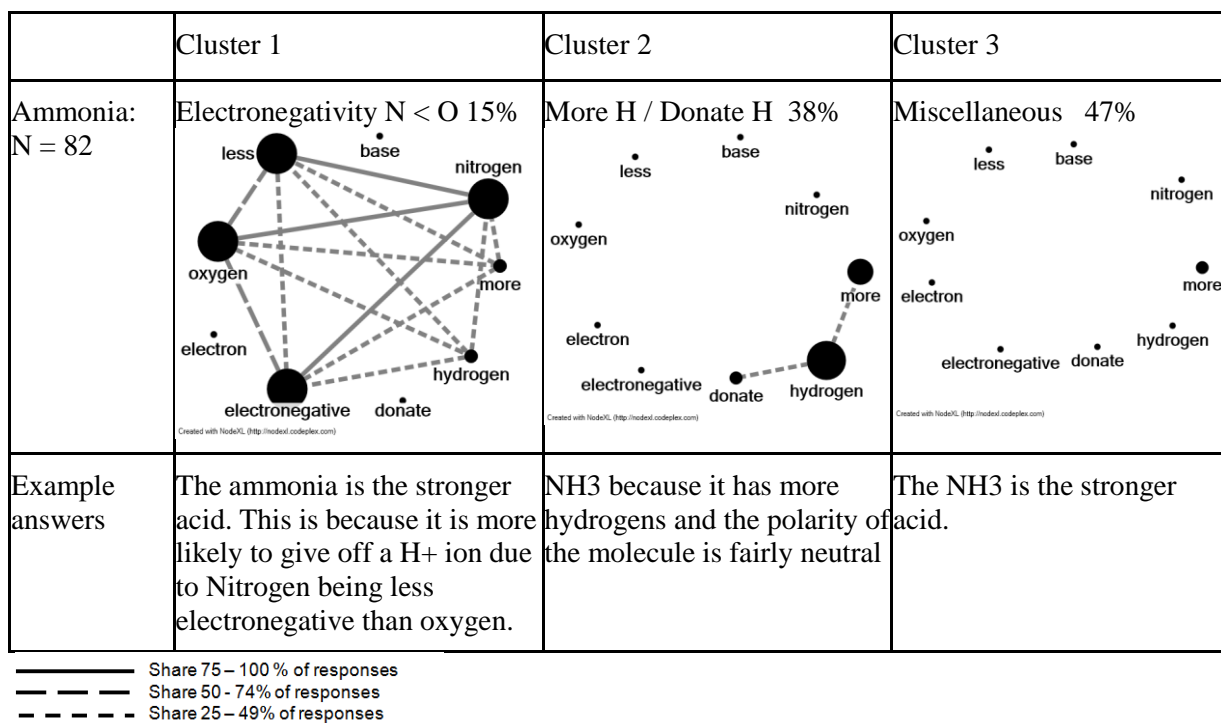 Cluster 1
Cluster 2
Cluster 3
Ammonia:
N = 82
Electronegativity N < O 15%
less
base
nitrogen
oxygen
more
electron
hydrogen
electronegative
donate
Created with NodeXL (http://nodexl.codeplex.com)
More H / Donate H 38%
base
less
nitrogen
oxygen
more
electron
hydrogen
electronegative
donate
Created with NodeXL (http://nodexl.codeplex.com)
Miscellaneous 47%
less
base
nitrogen
oxygen
electron
more
hydrogen
electronegative
donate
Created with NodeXL (http://nodexl.codeplex.com)
Example
answers
The ammonia is the stronger
acid. This is because it is more
likely to give off a H+ ion due
to Nitrogen being less
electronegative than oxygen.
NH3 because it has more
hydrogens and the polarity of
the molecule is fairly neutral
The NH3 is the stronger
acid.
Share 75 – 100 % of responses
Share 50 - 74% of responses
Share 25 – 49% of responses